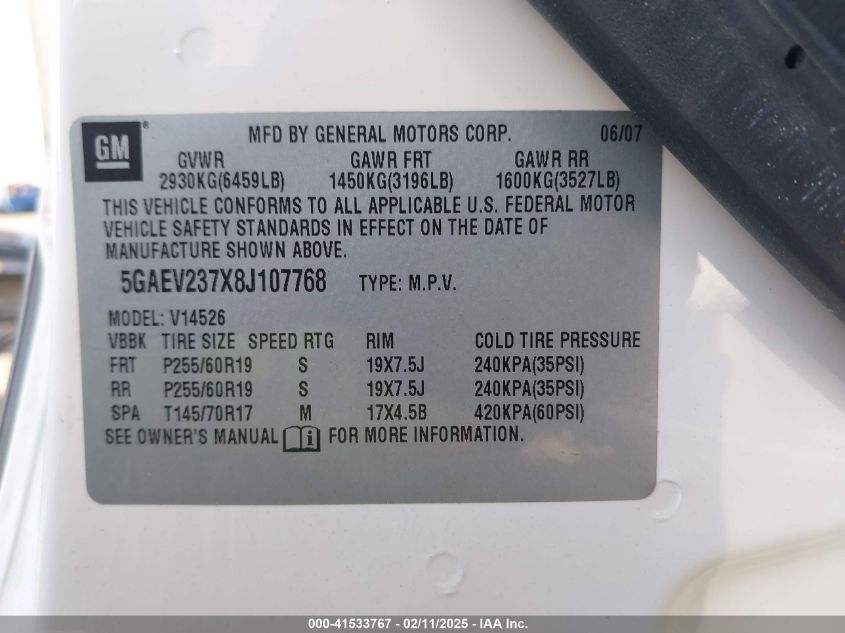 GM ® MFD BY GENERAL MOTORS CORP. 06/07
GVWR GAWR FRT GAWR RR
2930KG(6459LB) 1450KG(3196LB) 1600KG(3527LB)
THIS VEHICLE CONFORMS TO ALL APPLICABLE U.S. FEDERAL MOTOR
VEHICLE SAFETY STANDARDS IN EFFECT ON THE DATE OF
MANUFACTURE SHOWN ABOVE.
5GAEV237X8J107768 TYPE: M.P.V.
MODEL: V14526
VBBK TIRE SIZE SPEED RTG RIM COLD TIRE PRESSURE
FRT P255/60R19 S 19X7.5J 240KPA(35PSI)
RR P255/60R19 S 19X7.5J 240KPA(35PSI)
SPA T145/70R17 M 17X4.5B 420KPA(60PSI)
SEE OWNER'S MANUAL i FOR MORE INFORMATION.
000-41533767 - 02/11/2025 - IAA Inc.